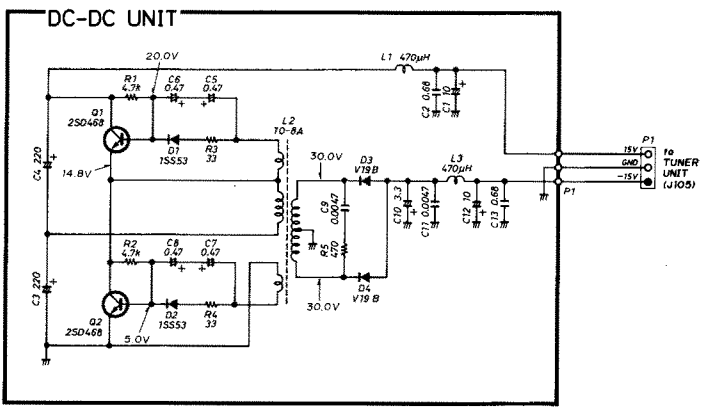 DC-DC UNIT
20.0V
L1 470µH
R1
4.7k
C6
0.47
C5
0.47
C2 0.68
C1 10
Q1
2SD468
L2
10-8A
D1
1SS53
R3
33
14.8V
C4 220
30.0V
D3
V19B
L3
470µH
P1
15V
GND
-15V
to
TUNER
UNIT
(J105)
P1
C9
0.0047
R5
470
C10 3.3
C11 0.0047
C12 10
C13 0.68
R2
4.7k
C8
0.47
C7
0.47
C3 220
D4
V19B
30.0V
Q2
2SD468
D2
1SS53
R4
33
5.0V